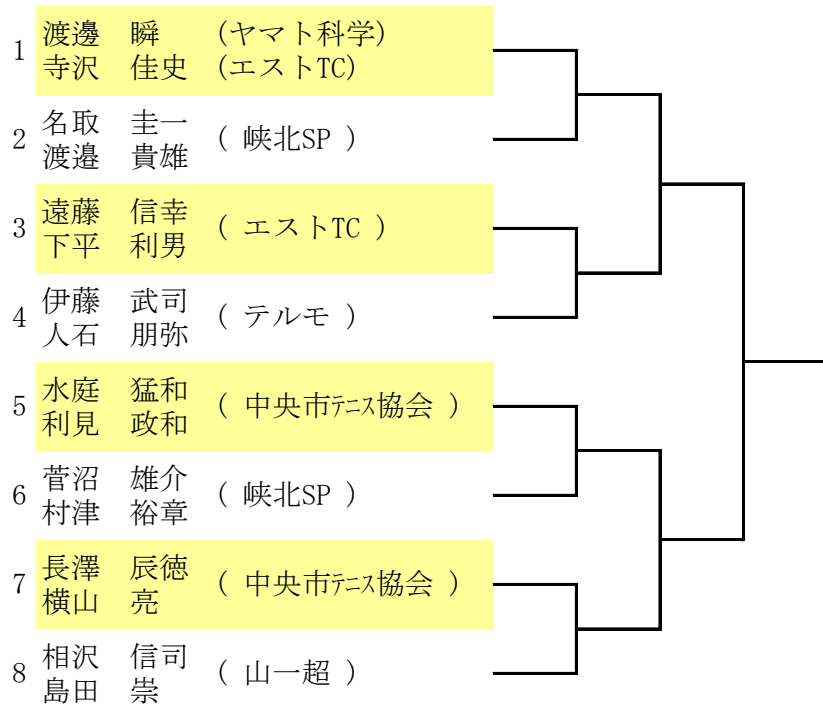 1 渡邊 瞬 (ヤマト科学)
寺沢 佳史 (エストTC)
2 名取 圭一 ( 峡北SP )
渡邉 貴雄
3 遠藤 信幸 ( エストTC )
下平 利男
4 伊藤 武司 ( テルモ )
人石 朋弥
5 水庭 猛和 ( 中央市テニス協会 )
利見 政和
6 菅沼 雄介 ( 峡北SP )
村津 裕章
7 長澤 辰徳 ( 中央市テニス協会 )
横山 亮
8 相沢 信司 ( 山一超 )
島田 崇